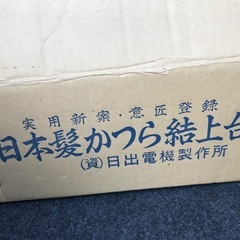 実用新案・意匠登録
日本髪かつら結上台
(資)日出電機製作所